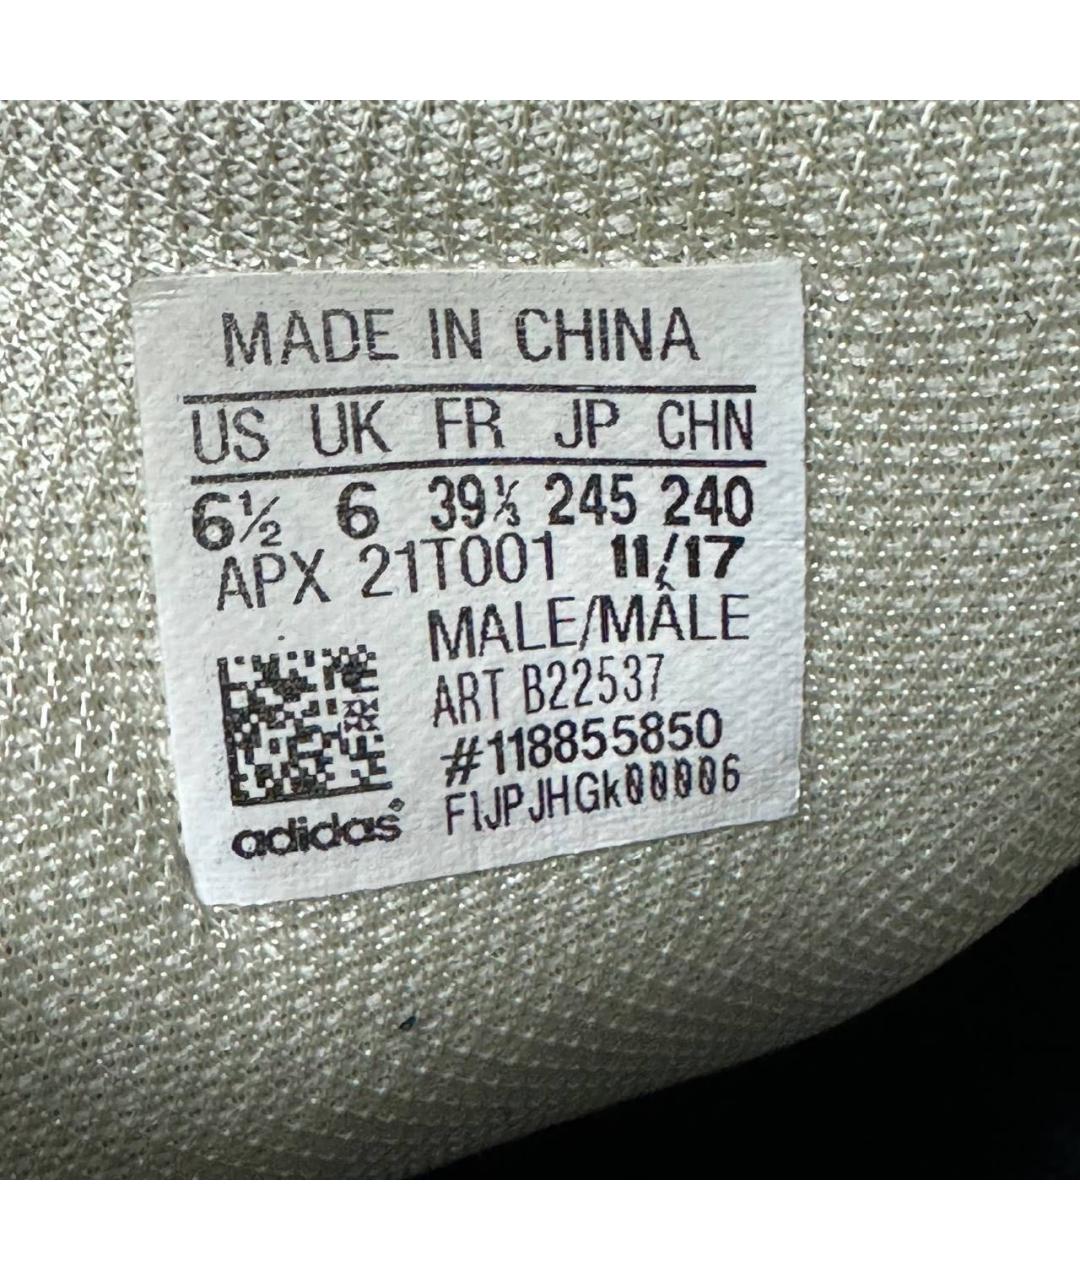 MADE IN CHINA
US UK FR JP CHN
6½ 6 39⅓ 245 240
APX 21T001 11/17
MALE/MÂLE
ART B22537
#118855850
F1JPJHGk00006
adidas®